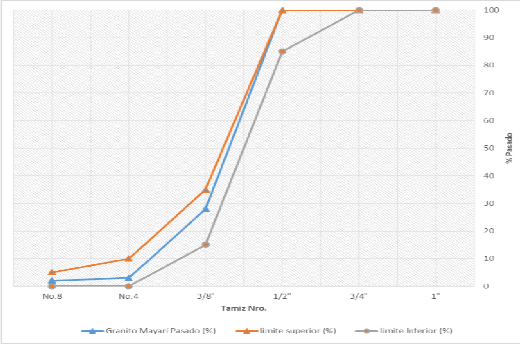 100
90
80
70
60
50
40
30
20
10
0
% Pasado
No.8 No.4 3/8" 1/2" 3/4" 1"
Tamiz Nro.
Granito Mayarí Pasado (%) limite superior (%) limite Inferior (%)